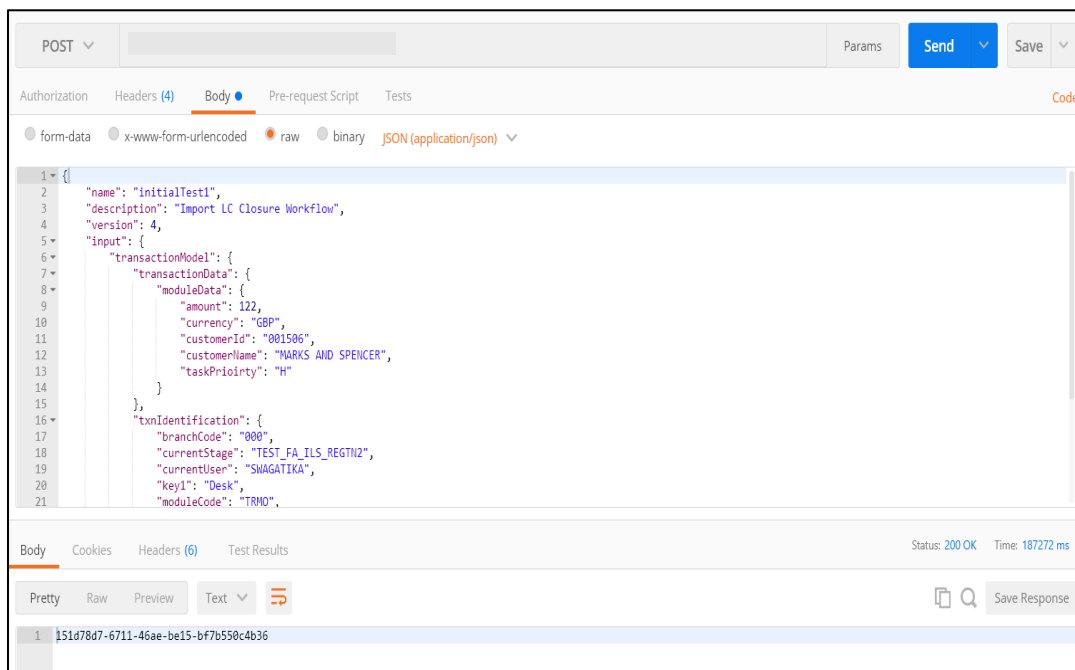 POST Params Send Save
Authorization Headers (4) Body Pre-request Script Tests Code
form-data x-www-form-urlencoded raw binary JSON (application/json)
1 {
2 "name": "initialTest1",
3 "description": "Import LC Closure Workflow",
4 "version": 4,
5 "input": {
6 "transactionModel": {
7 "transactionData": {
8 "moduleData": {
9 "amount": 122,
10 "currency": "GBP",
11 "customerId": "001506",
12 "customerName": "MARKS AND SPENCER",
13 "taskPrioirty": "H"
14 }
15 },
16 "txnIdentification": {
17 "branchCode": "000",
18 "currentStage": "TEST_FA_ILS_REGTN2",
19 "currentUser": "SWAGATIKA",
20 "key1": "Desk",
21 "moduleCode": "TRMO",
Body Cookies Headers (6) Test Results Status: 200 OK Time: 187272 ms
Pretty Raw Preview Text Save Response
1 151d78d7-6711-46ae-be15-bf7b550c4b36